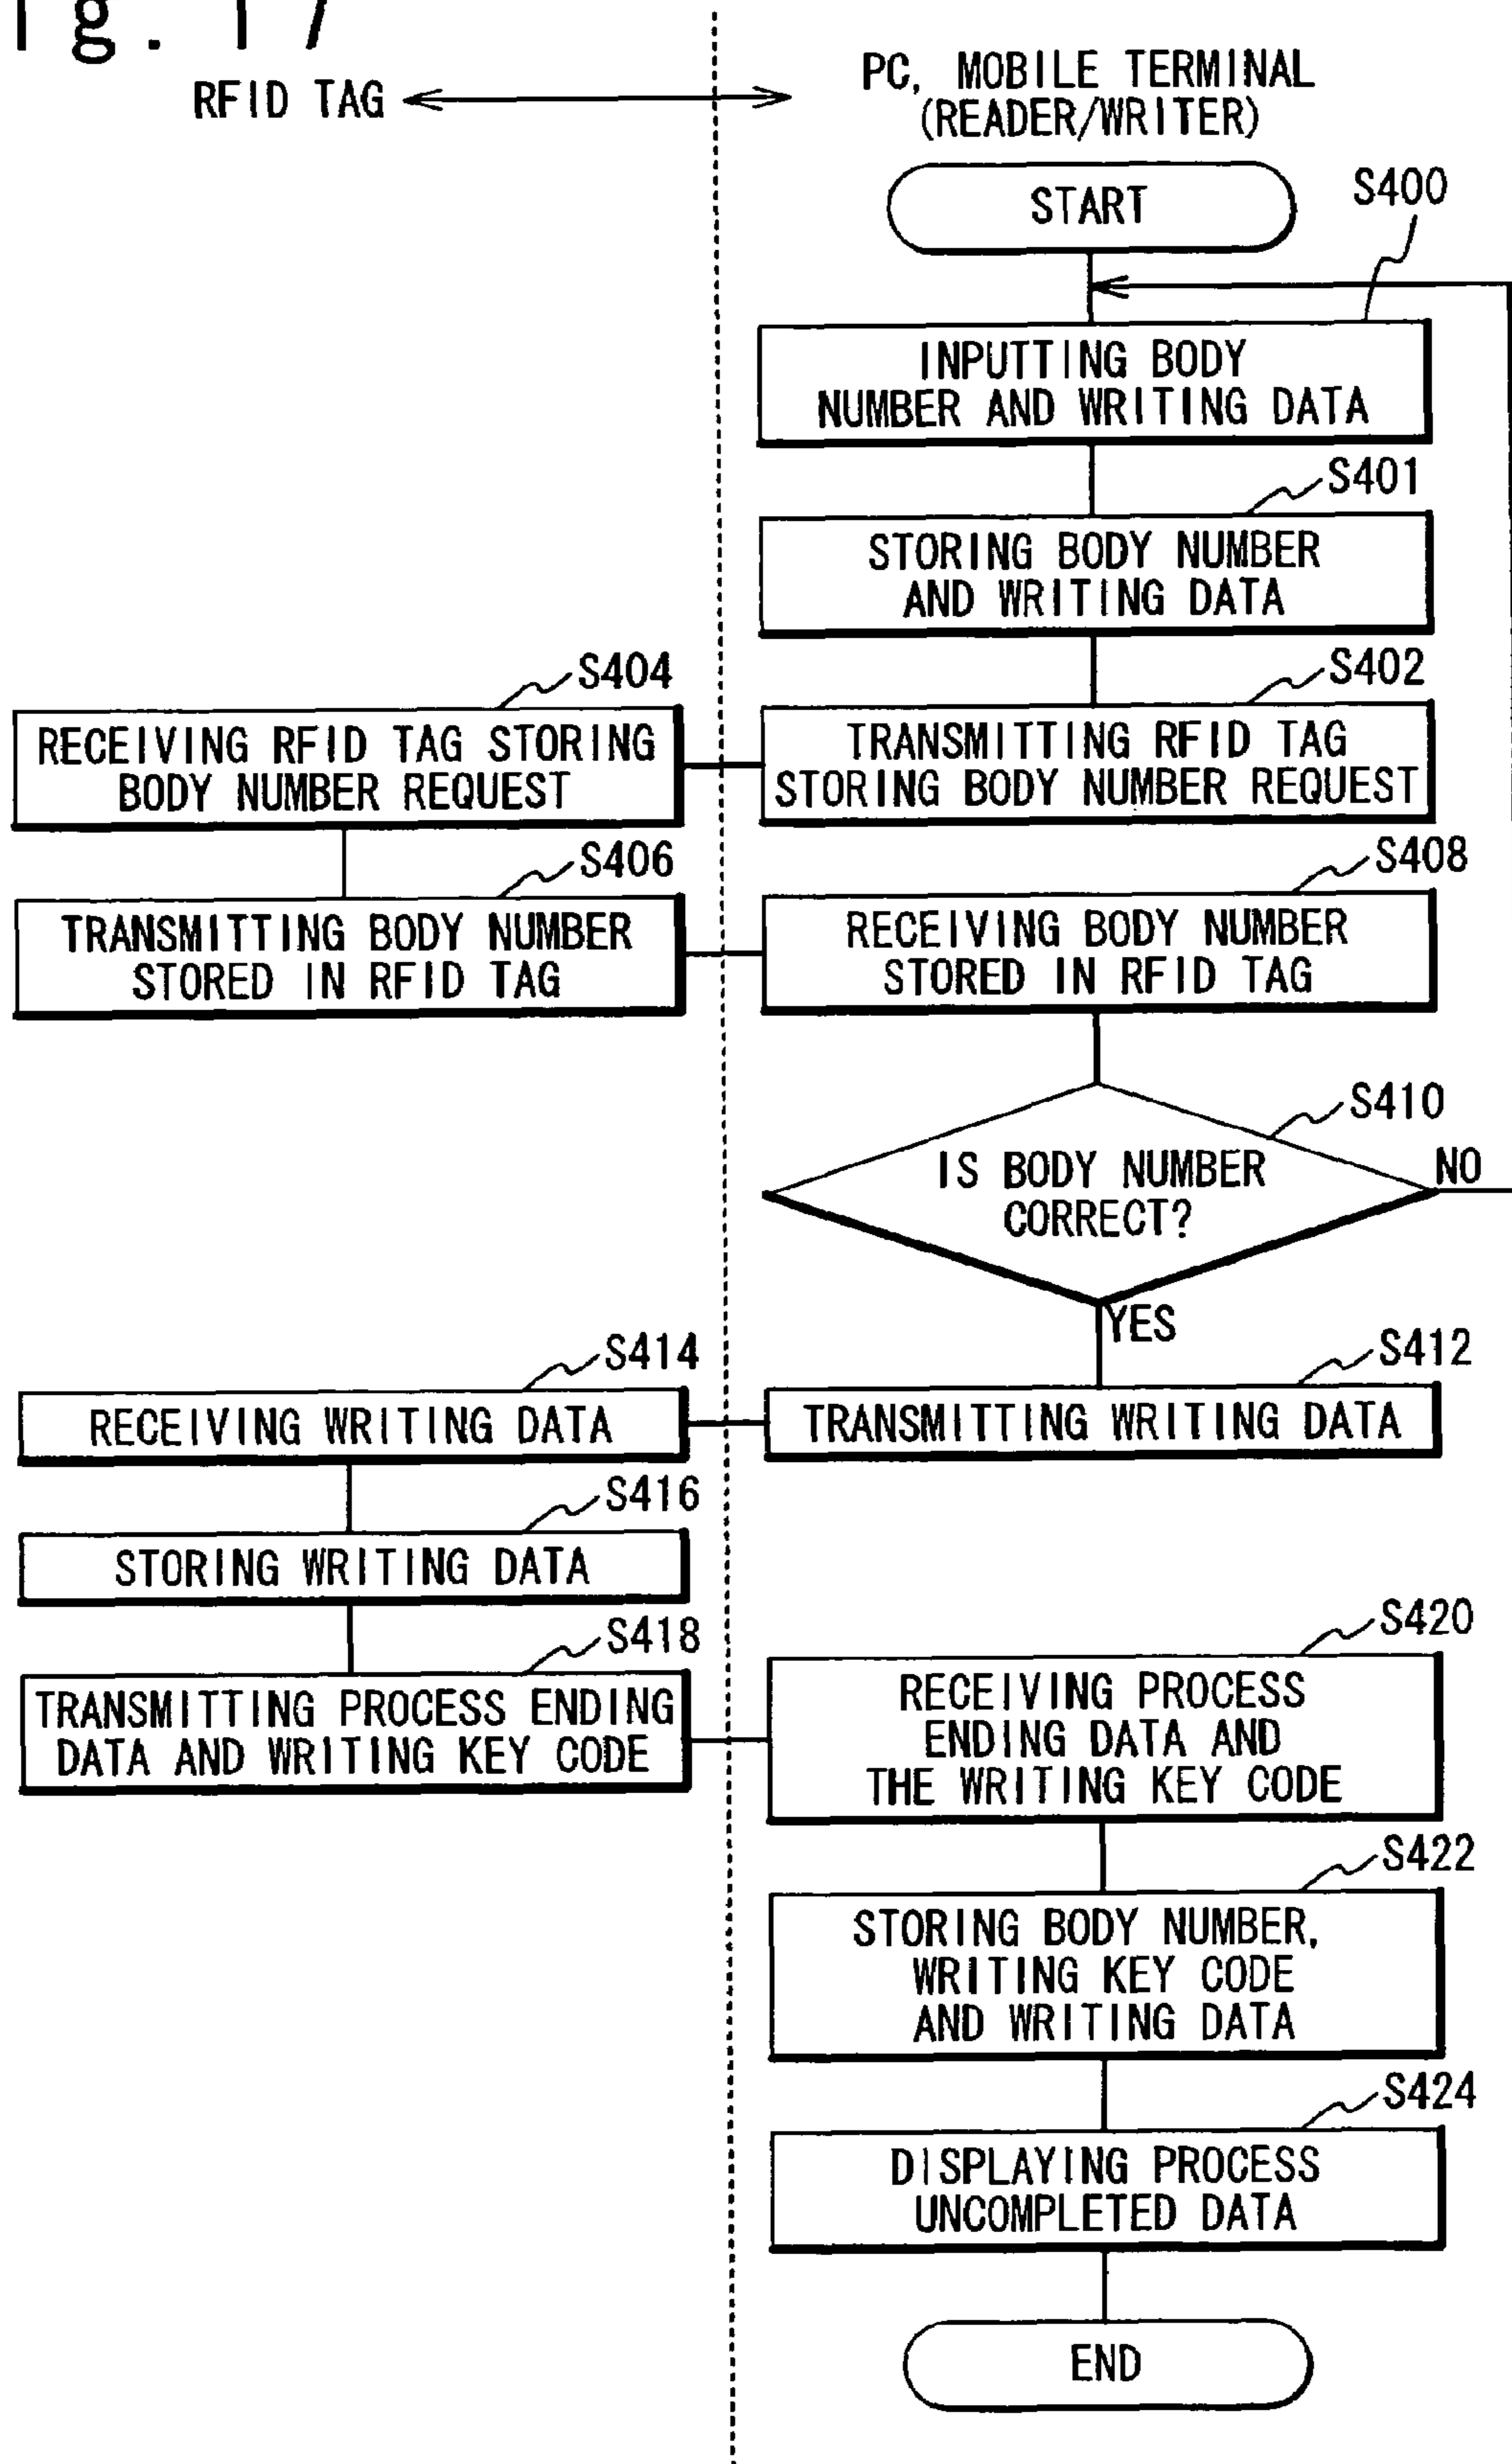 ig. 17
RFID TAG
PC, MOBILE TERMINAL
(READER/WRITER)
START
S400
INPUTTING BODY
NUMBER AND WRITING DATA
S401
STORING BODY NUMBER
AND WRITING DATA
S404
S402
RECEIVING RFID TAG STORING
BODY NUMBER REQUEST
TRANSMITTING RFID TAG
STORING BODY NUMBER REQUEST
S406
S408
TRANSMITTING BODY NUMBER
STORED IN RFID TAG
RECEIVING BODY NUMBER
STORED IN RFID TAG
S410
IS BODY NUMBER
CORRECT?
NO
YES
S414
S412
RECEIVING WRITING DATA
TRANSMITTING WRITING DATA
S416
STORING WRITING DATA
S418
S420
TRANSMITTING PROCESS ENDING
DATA AND WRITING KEY CODE
RECEIVING PROCESS
ENDING DATA AND
THE WRITING KEY CODE
S422
STORING BODY NUMBER,
WRITING KEY CODE
AND WRITING DATA
S424
DISPLAYING PROCESS
UNCOMPLETED DATA
END